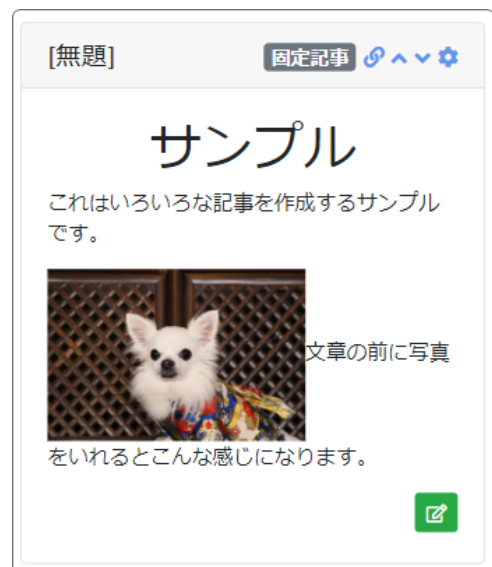 [無題] 固定記事
サンプル
これはいろいろな記事を作成するサンプル
です。
文章の前に写真
をいれるとこんな感じになります。